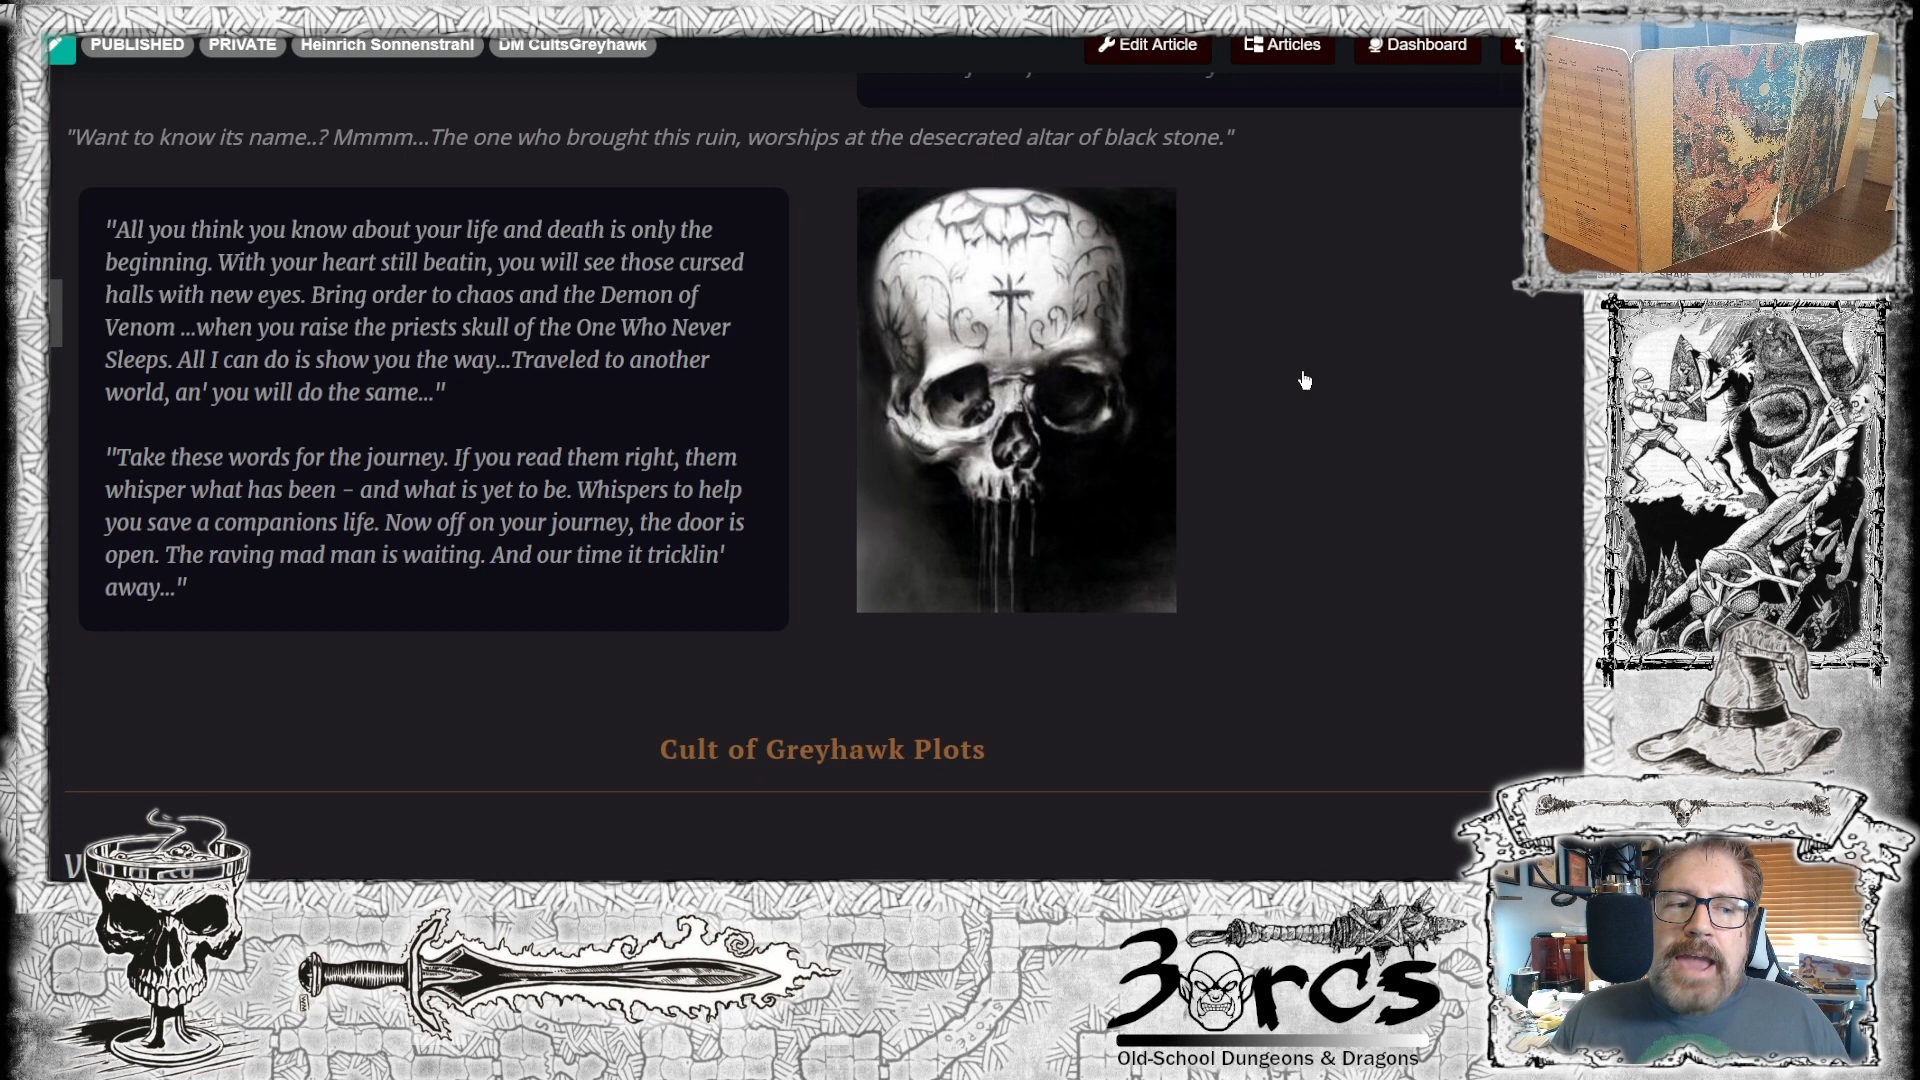 PUBLISHED PRIVATE Heinrich Sonnenstrahl DM CultsGreyhawk Edit Article Articles Dashboard
"Want to know its name..? Mmmm...The one who brought this ruin, worships at the desecrated altar of black stone."
"All you think you know about your life and death is only the
beginning. With your heart still beatin, you will see those cursed
halls with new eyes. Bring order to chaos and the Demon of
Venom ...when you raise the priests skull of the One Who Never
Sleeps. All I can do is show you the way...Traveled to another
world, an' you will do the same..."
"Take these words for the journey. If you read them right, them
whisper what has been – and what is yet to be. Whispers to help
you save a companions life. Now off on your journey, the door is
open. The raving mad man is waiting. And our time it tricklin'
away..."
Cult of Greyhawk Plots
3 orcs
Old-School Dungeons & Dragons